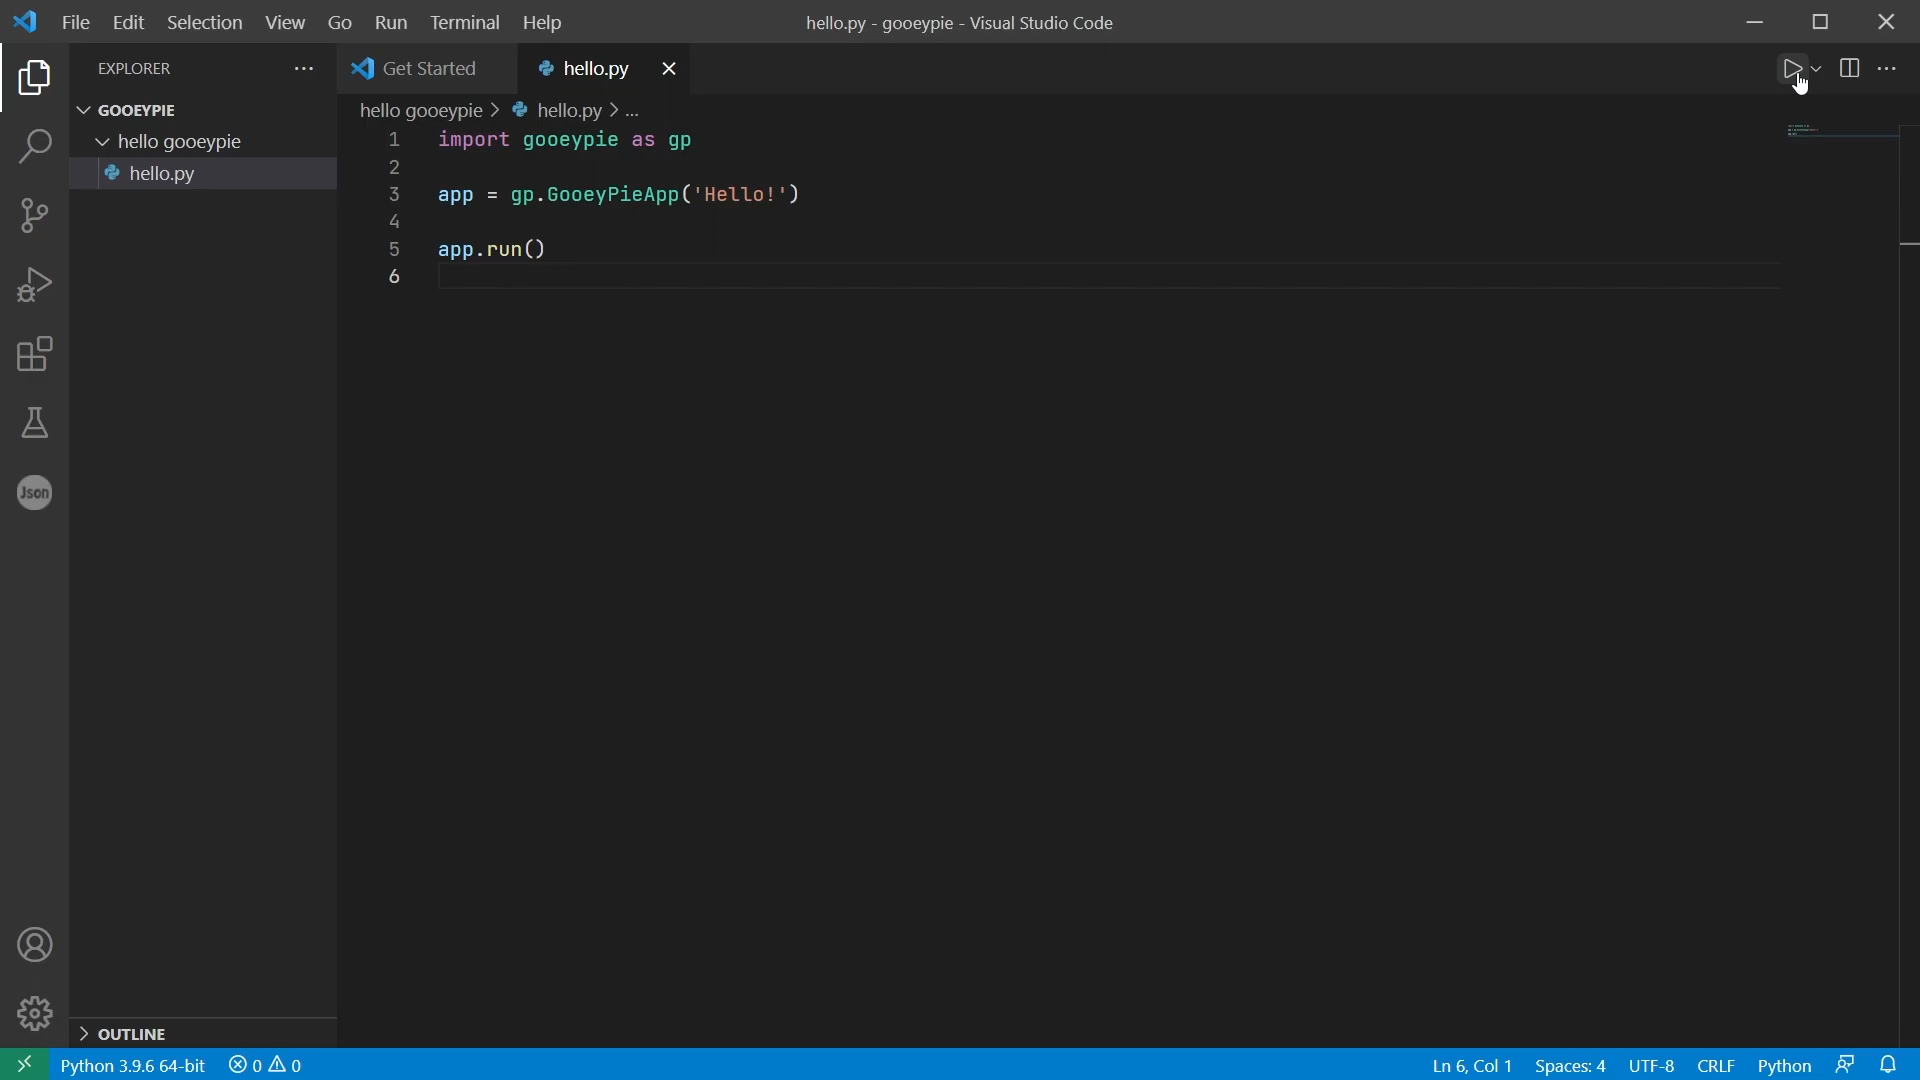 File Edit Selection View Go Run Terminal Help
hello.py - gooeypie - Visual Studio Code
EXPLORER
Get Started
hello.py
GOOEYPIE
hello gooeypie
hello.py
hello gooeypie > hello.py > ...
1 import gooeypie as gp
2
3 app = gp.GooeyPieApp('Hello!')
4
5 app.run()
6
Json
OUTLINE
Python 3.9.6 64-bit 0 0 Ln 6, Col 1 Spaces: 4 UTF-8 CRLF Python